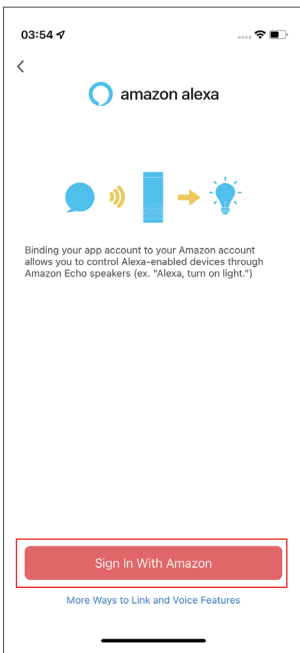 03:54
amazon alexa
Binding your app account to your Amazon account
allows you to control Alexa-enabled devices through
Amazon Echo speakers (ex. "Alexa, turn on light.")
Sign In With Amazon
More Ways to Link and Voice Features